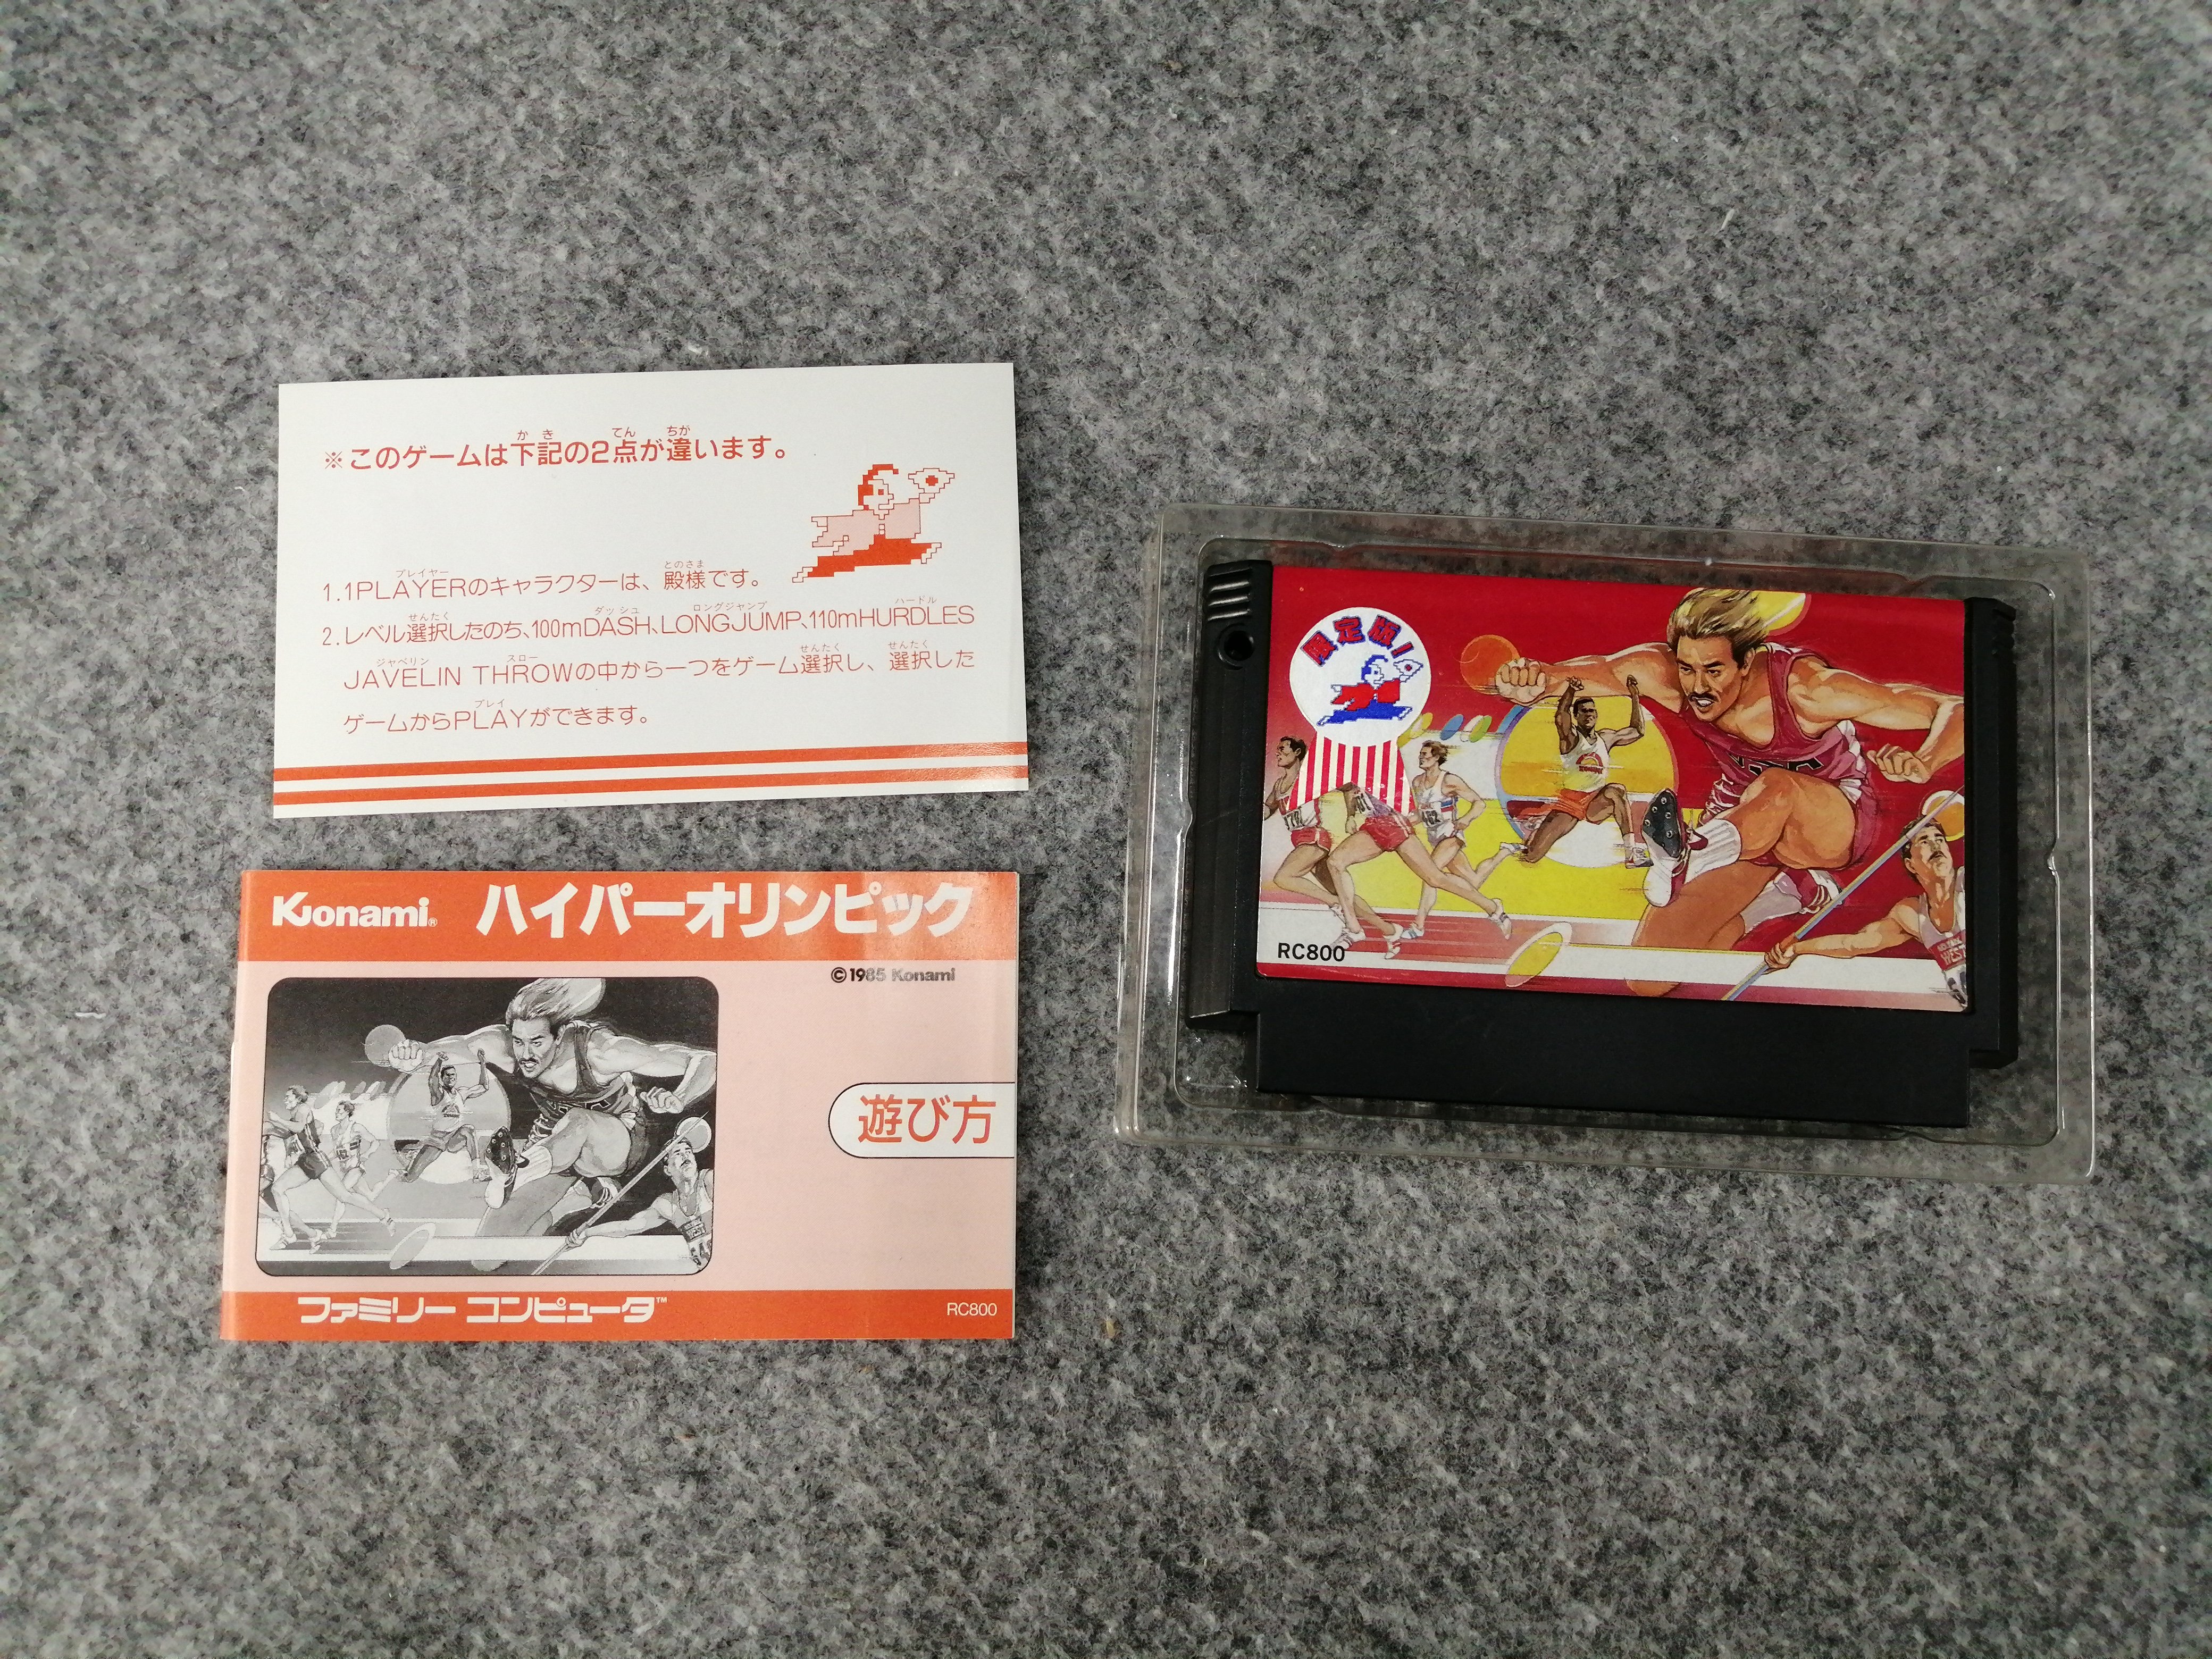 ※このゲームは下記の2点が違います。
1.1PLAYERのキャラクターは、殿様です。
2.レベル選択したのち、100mDASH、LONGJUMP、110mHURDLES
JAVELIN THROWの中から一つをゲーム選択し、選択した
ゲームからPLAYができます。
Konami® ハイパーオリンピック
©1985 Konami
遊び方
ファミリー コンピュータ™
RC800
限定版!
RC800